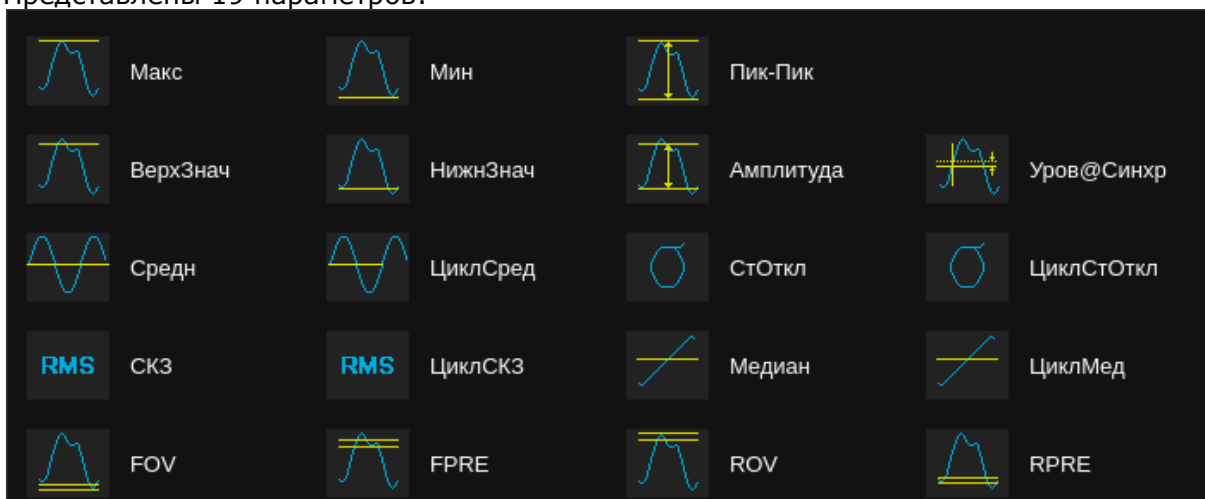 Представлены 19 параметров.
Макс Мин Пик-Пик
ВерхЗнач НижнЗнач Амплитуда Уров@Синхр
Средн ЦиклСред СтОткл ЦиклСтОткл
RMS СКЗ RMS ЦиклСКЗ Медиан ЦиклМед
FOV FPRE ROV RPRE